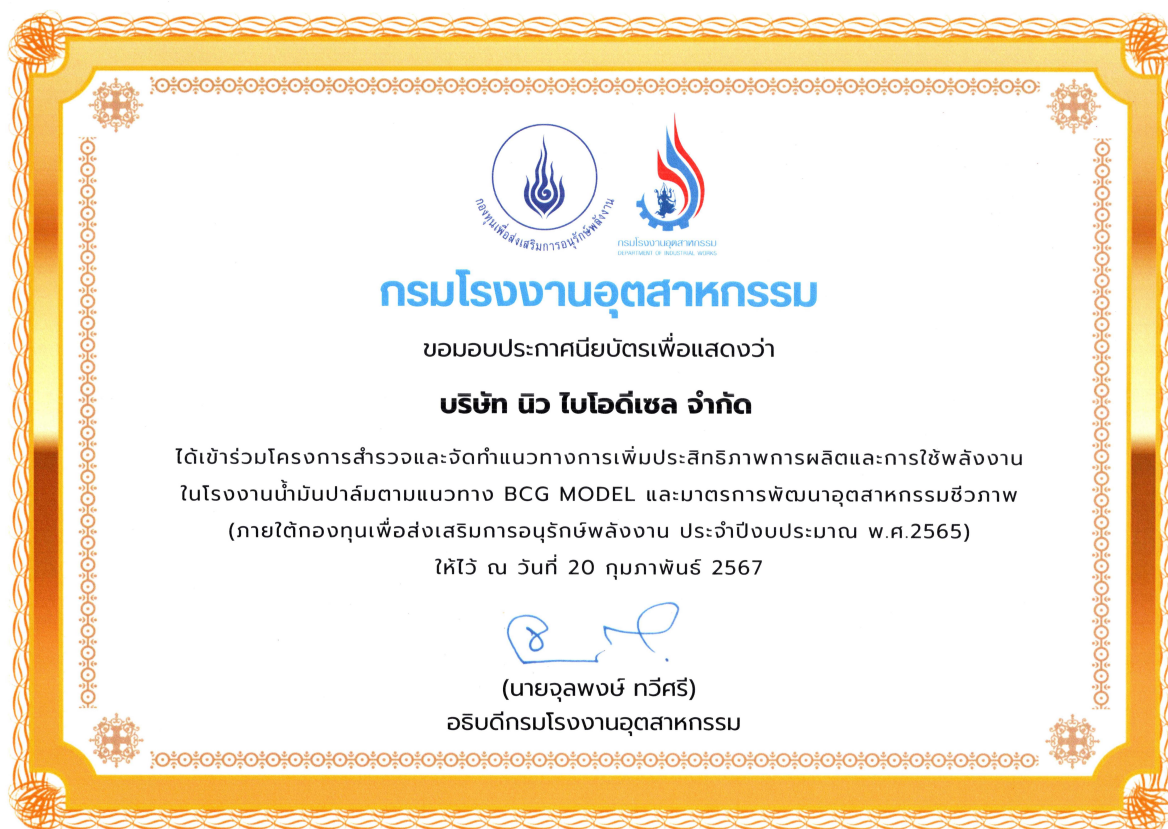 กองทุนเพื่อส่งเสริมการอนุรักษ์พลังงาน
กรมโรงงานอุตสาหกรรม
DEPARTMENT OF INDUSTRIAL WORKS
กรมโรงงานอุตสาหกรรม
ขอมอบประกาศนียบัตรเพื่อแสดงว่า
บริษัท นิว ไบโอดีเซล จำกัด
ได้เข้าร่วมโครงการสำรวจและจัดทำแนวทางการเพิ่มประสิทธิภาพการผลิตและการใช้พลังงาน
ในโรงงานน้ำมันปาล์มตามแนวทาง BCG MODEL และมาตรการพัฒนาอุตสาหกรรมชีวภาพ
(ภายใต้กองทุนเพื่อส่งเสริมการอนุรักษ์พลังงาน ประจำปีงบประมาณ พ.ศ.2565)
ให้ไว้ ณ วันที่ 20 กุมภาพันธ์ 2567
(นายจุลพงษ์ ทวีศรี)
อธิบดีกรมโรงงานอุตสาหกรรม